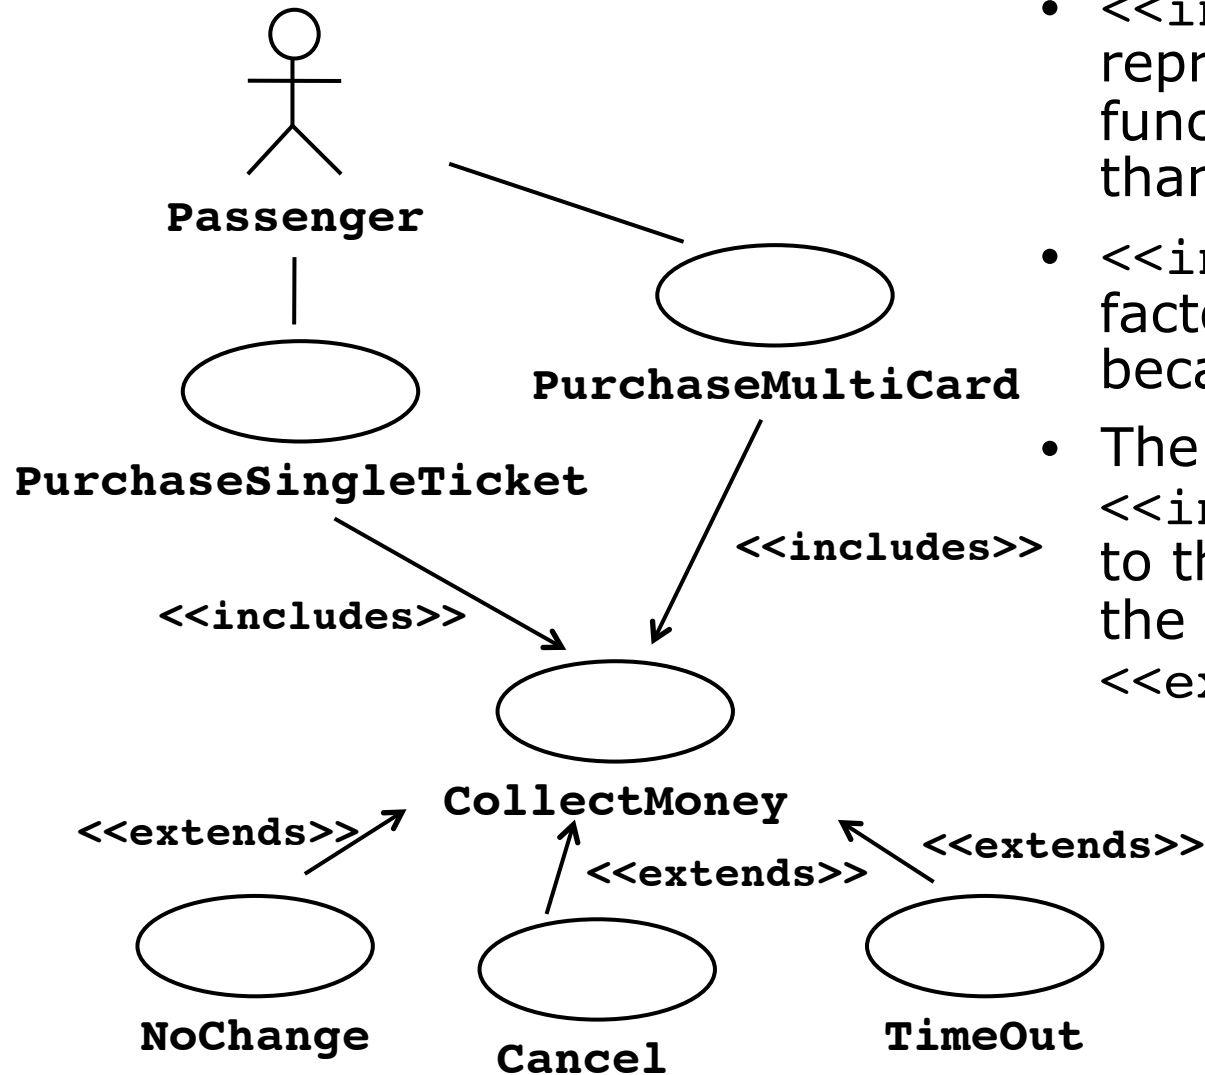 Passenger
PurchaseMultiCard
PurchaseSingleTicket
<<includes>>
<<includes>>
CollectMoney
<<extends>>
<<extends>>
<<extends>>
NoChange
Cancel
TimeOut
• <<in
repr
func
than
• <<in
facto
beca
• The
<<in
to th
the
<<ex